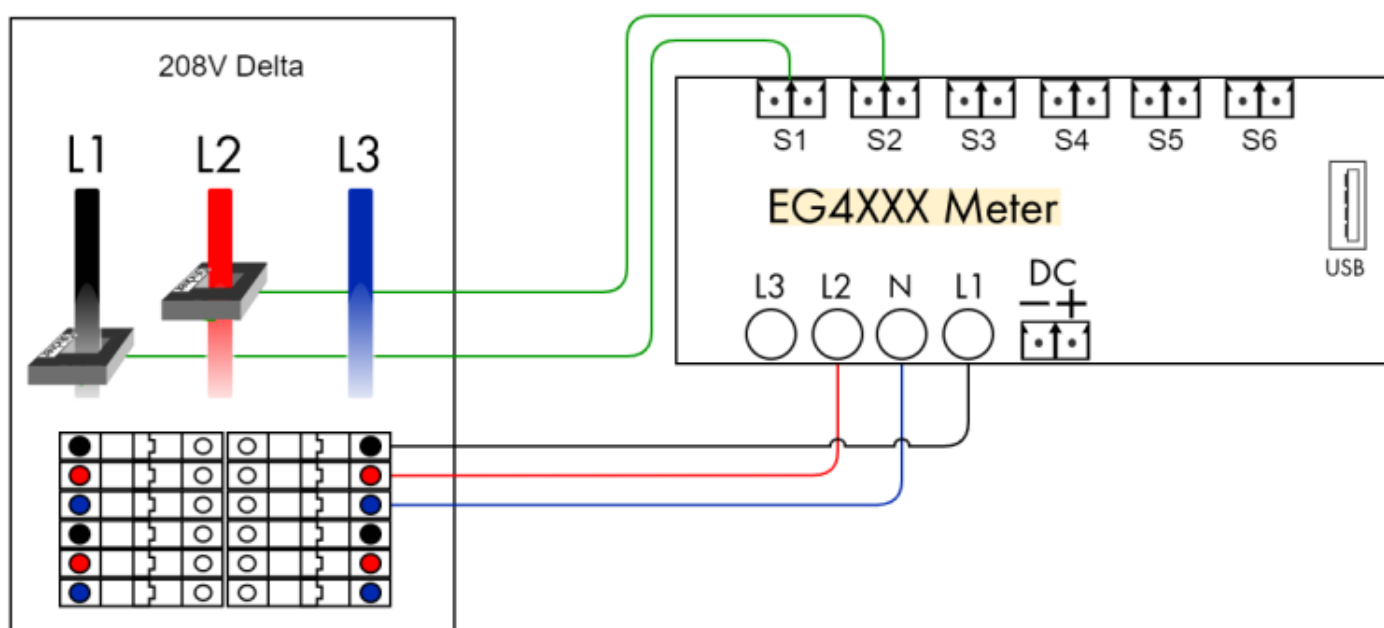 208V Delta
L1 L2 L3
S1 S2 S3 S4 S5 S6
EG4XXX Meter
USB
L3 L2 N L1 DC
− +